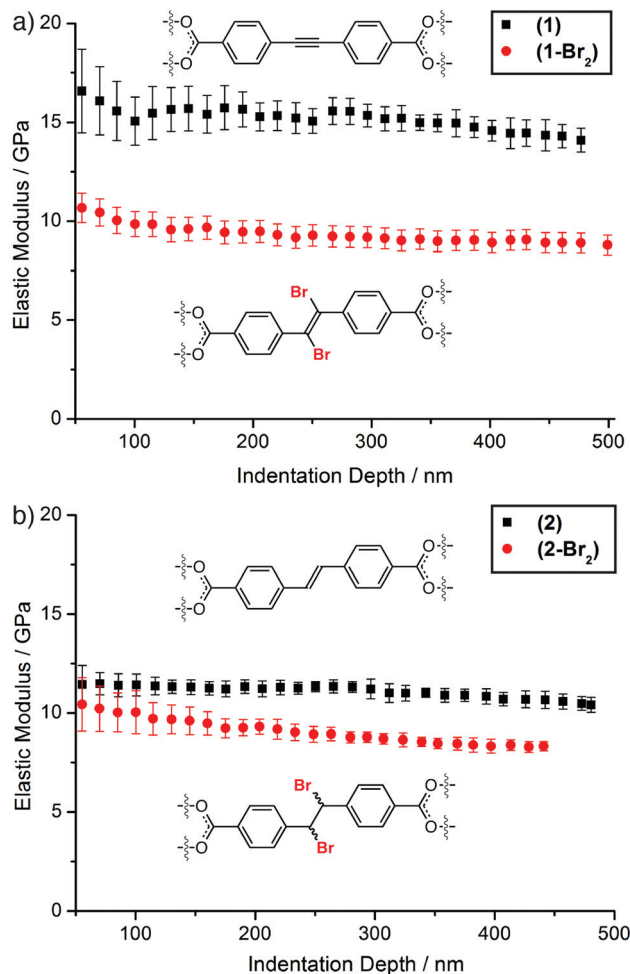 a)
(1)
(1-Br₂)
O
O
O
O
Br
Br
O
O
O
O
20
15
10
5
0
Elastic Modulus / GPa
100
200
300
400
500
Indentation Depth / nm
b)
(2)
(2-Br₂)
O
O
O
O
Br
Br
O
O
O
O
20
15
10
5
0
Elastic Modulus / GPa
100
200
300
400
500
Indentation Depth / nm